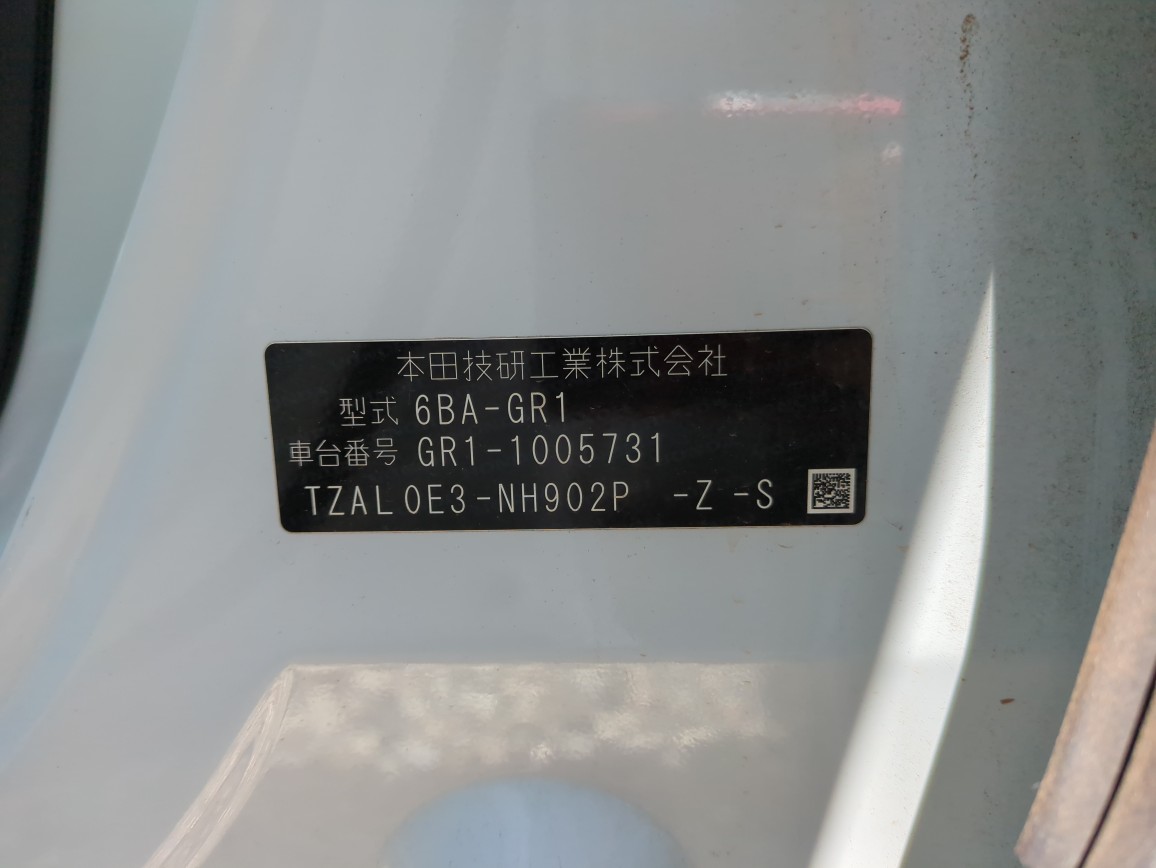 本田技研工業株式会社
型式 6BA-GR1
車台番号 GR1-1005731
TZAL0E3-NH902P -Z -S